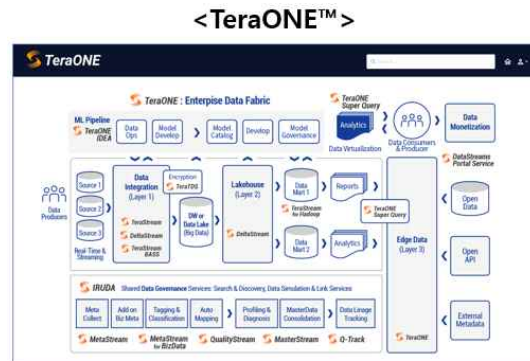 <TeraONE™>
TeraONE
Search
TeraONE : Enterpise Data Fabric
TeraONE
Super Query
ML Pipeline
TeraONE
IDEA
Data
Ops
Model
Develop
Model
Catalog
Develop
Model
Governance
Analytics
Data Virtualization
Data Consumers
& Producer
Data
Monetization
DataStreams
Portal Service
Data
Producers
Source 1
Source 2
Source 3
Real-Time &
Streaming
Data
Integration
(Layer 1)
TeraStream
DeltaStream
TeraStream
BASS
Encryption
TeraTDS
DW or
Data Lake
(Big Data)
Lakehouse
(Layer 2)
DeltaStream
Data
Mart 1
TeraStream
for Hadoop
Data
Mart 2
Reports
Analytics
TeraONE
Super Query
Edge Data
(Layer 3)
TeraONE
Open
Data
Open
API
External
Metadata
IRUDA Shared Data Governance Services: Search & Discovery, Data Simulation & Link Services
Meta
Collect
Add on
Biz Meta
Tagging &
Classification
Auto
Mapping
Profiling &
Diagnosis
MasterData
Consolidation
Data Linage
Tracking
MetaStream
MetaStream
for BizData
QualityStream
MasterStream
Q-Track